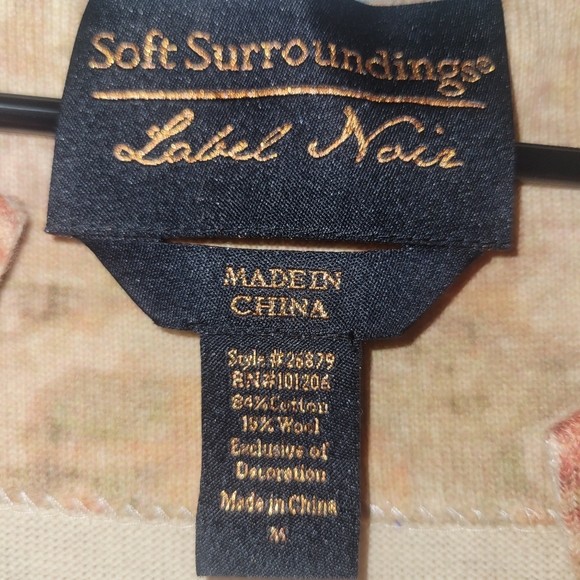 Soft Surroundings®
Label Noir
MADE IN
CHINA
Style #26879
RN#101206
84% Cotton
16% Wool
Exclusive of
Decoration
Made in China
M